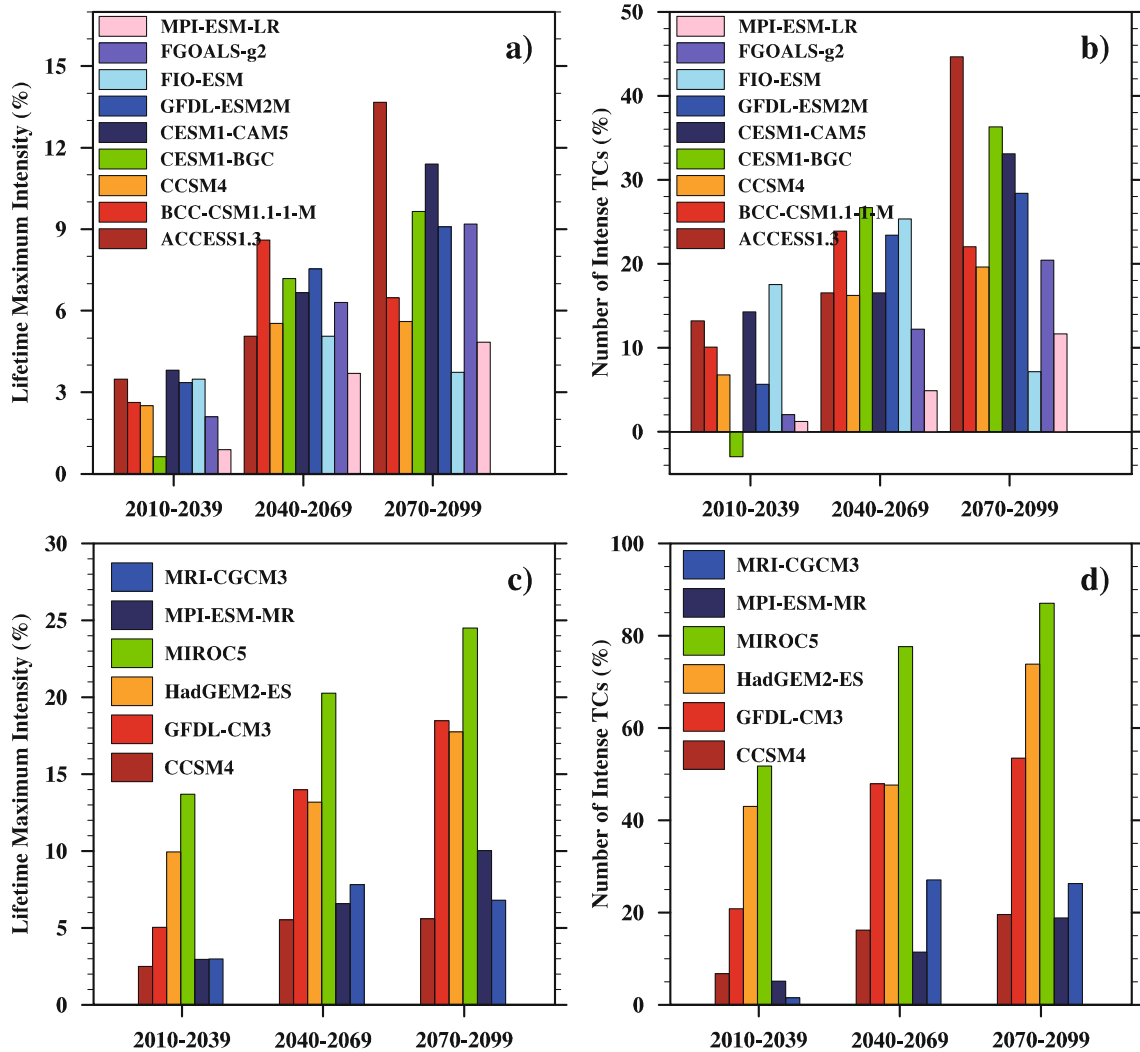 a)
Lifetime Maximum Intensity (%)
15
12
9
6
3
0
MPI-ESM-LR
FGOALS-g2
FIO-ESM
GFDL-ESM2M
CESM1-CAM5
CESM1-BGC
CCSM4
BCC-CSM1.1-1-M
ACCESS1.3
2010-2039 2040-2069 2070-2099
b)
Number of Intense TCs (%)
50
40
30
20
10
0
MPI-ESM-LR
FGOALS-g2
FIO-ESM
GFDL-ESM2M
CESM1-CAM5
CESM1-BGC
CCSM4
BCC-CSM1.1-1-M
ACCESS1.3
2010-2039 2040-2069 2070-2099
c)
Lifetime Maximum Intensity (%)
30
25
20
15
10
5
0
MRI-CGCM3
MPI-ESM-MR
MIROC5
HadGEM2-ES
GFDL-CM3
CCSM4
2010-2039 2040-2069 2070-2099
d)
Number of Intense TCs (%)
100
80
60
40
20
0
MRI-CGCM3
MPI-ESM-MR
MIROC5
HadGEM2-ES
GFDL-CM3
CCSM4
2010-2039 2040-2069 2070-2099